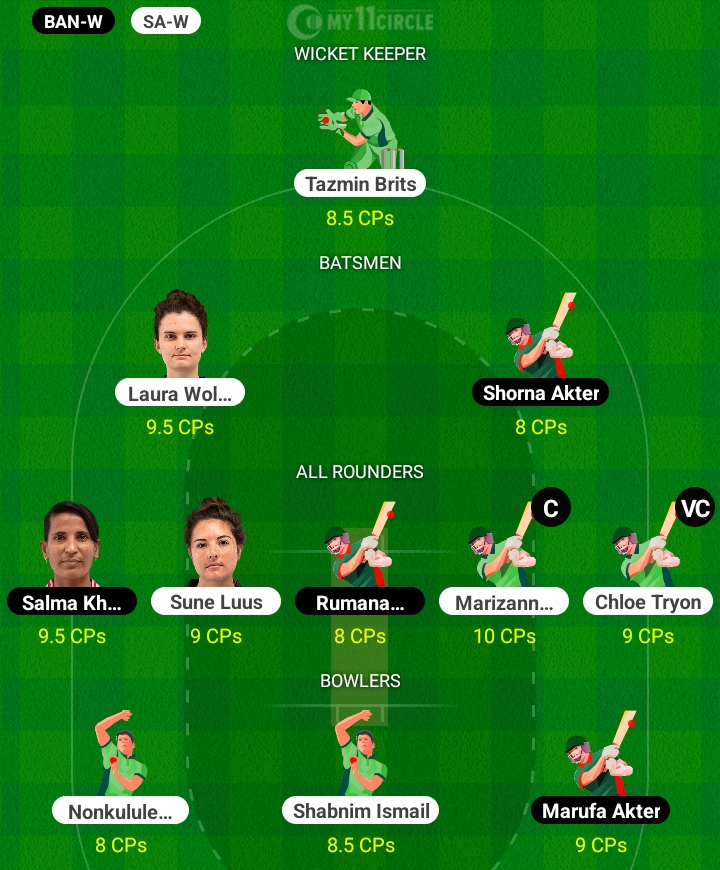 BAN-W SA-W MY11CIRCLE
WICKET KEEPER
Tazmin Brits
8.5 CPs
BATSMEN
Laura Wol... Shorna Akter
9.5 CPs 8 CPs
ALL ROUNDERS
C VC
Salma Kh... Sune Luus Rumana... Marizann... Chloe Tryon
9.5 CPs 9 CPs 8 CPs 10 CPs 9 CPs
BOWLERS
Nonkulule... Shabnim Ismail Marufa Akter
8 CPs 8.5 CPs 9 CPs